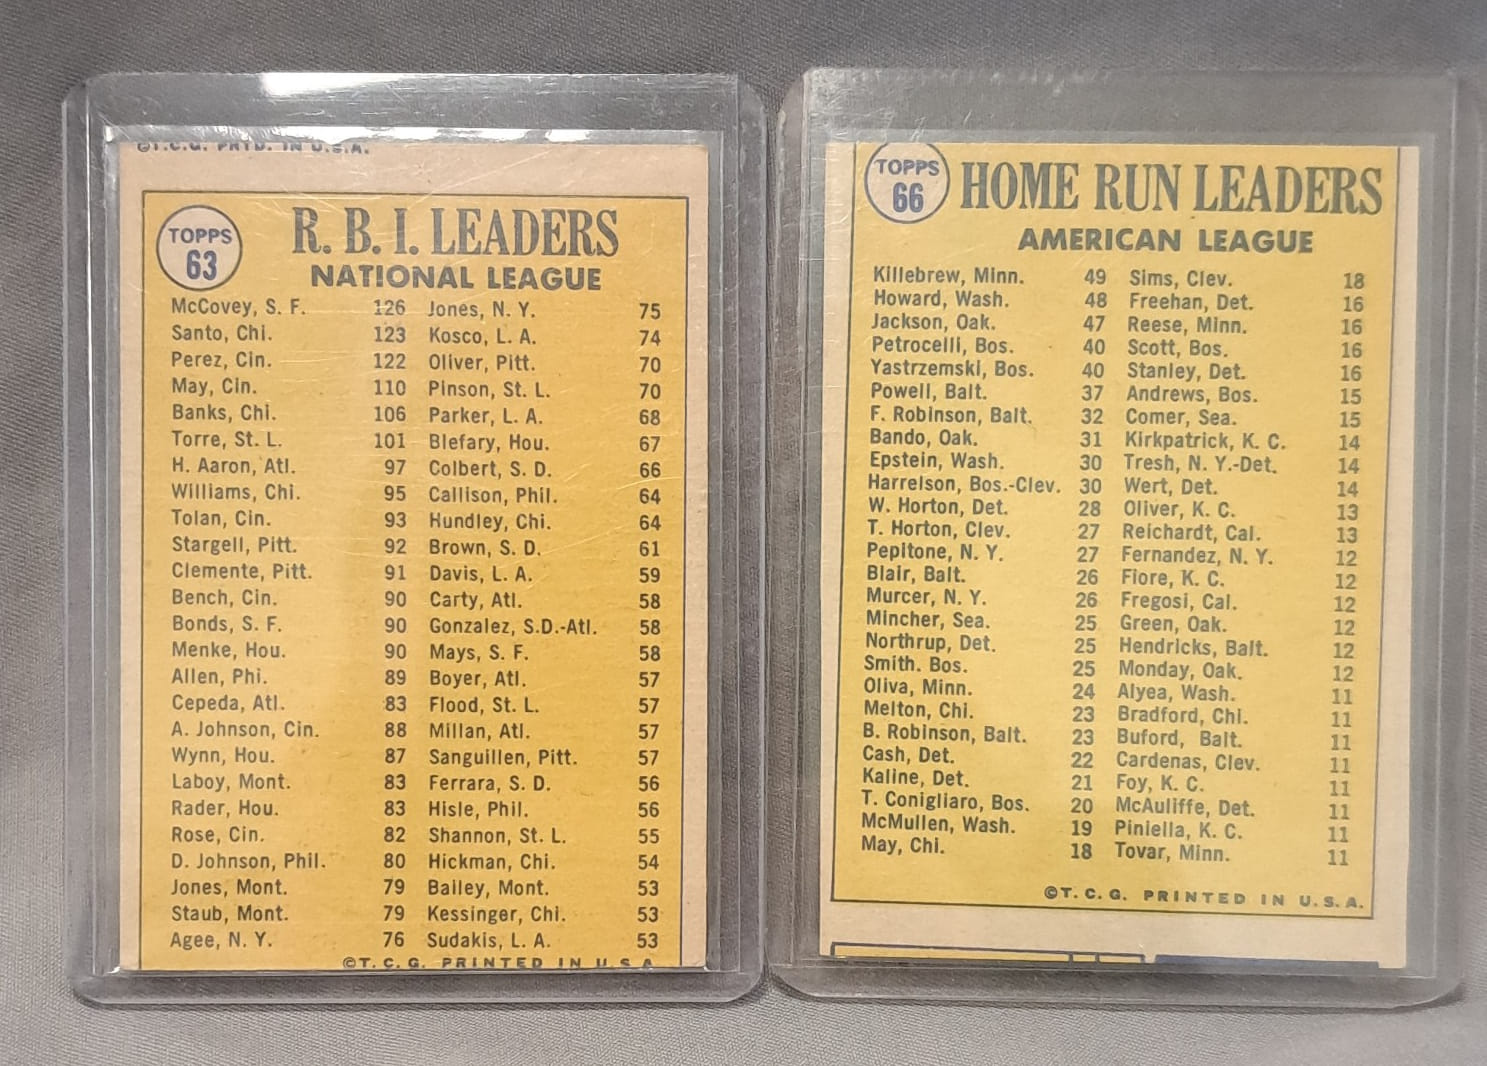 ©T.C.G. PRTD. IN U.S.A.
TOPPS
63
R. B. I. LEADERS
NATIONAL LEAGUE
McCovey, S. F. 126 Jones, N. Y. 75
Santo, Chi. 123 Kosco, L. A. 74
Perez, Cin. 122 Oliver, Pitt. 70
May, Cin. 110 Pinson, St. L. 70
Banks, Chi. 106 Parker, L. A. 68
Torre, St. L. 101 Blefary, Hou. 67
H. Aaron, Atl. 97 Colbert, S. D. 66
Williams, Chi. 95 Callison, Phil. 64
Tolan, Cin. 93 Hundley, Chi. 64
Stargell, Pitt. 92 Brown, S. D. 61
Clemente, Pitt. 91 Davis, L. A. 59
Bench, Cin. 90 Carty, Atl. 58
Bonds, S. F. 90 Gonzalez, S.D.-Atl. 58
Menke, Hou. 90 Mays, S. F. 58
Allen, Phi. 89 Boyer, Atl. 57
Cepeda, Atl. 83 Flood, St. L. 57
A. Johnson, Cin. 88 Millan, Atl. 57
Wynn, Hou. 87 Sanguillen, Pitt. 57
Laboy, Mont. 83 Ferrara, S. D. 56
Rader, Hou. 83 Hisle, Phil. 56
Rose, Cin. 82 Shannon, St. L. 55
D. Johnson, Phil. 80 Hickman, Chi. 54
Jones, Mont. 79 Bailey, Mont. 53
Staub, Mont. 79 Kessinger, Chi. 53
Agee, N. Y. 76 Sudakis, L. A. 53
©T. C. G. PRINTED IN U. S. A.
TOPPS
66
HOME RUN LEADERS
AMERICAN LEAGUE
Killebrew, Minn. 49 Sims, Clev. 18
Howard, Wash. 48 Freehan, Det. 16
Jackson, Oak. 47 Reese, Minn. 16
Petrocelli, Bos. 40 Scott, Bos. 16
Yastrzemski, Bos. 40 Stanley, Det. 16
Powell, Balt. 37 Andrews, Bos. 15
F. Robinson, Balt. 32 Comer, Sea. 15
Bando, Oak. 31 Kirkpatrick, K. C. 14
Epstein, Wash. 30 Tresh, N. Y.-Det. 14
Harrelson, Bos.-Clev. 30 Wert, Det. 14
W. Horton, Det. 28 Oliver, K. C. 13
T. Horton, Clev. 27 Reichardt, Cal. 13
Pepitone, N. Y. 27 Fernandez, N. Y. 12
Blair, Balt. 26 Fiore, K. C. 12
Murcer, N. Y. 26 Fregosi, Cal. 12
Mincher, Sea. 25 Green, Oak. 12
Northrup, Det. 25 Hendricks, Balt. 12
Smith. Bos. 25 Monday, Oak. 12
Oliva, Minn. 24 Alyea, Wash. 11
Melton, Chi. 23 Bradford, Chi. 11
B. Robinson, Balt. 23 Buford, Balt. 11
Cash, Det. 22 Cardenas, Clev. 11
Kaline, Det. 21 Foy, K. C. 11
T. Conigliaro, Bos. 20 McAuliffe, Det. 11
McMullen, Wash. 19 Piniella, K. C. 11
May, Chi. 18 Tovar, Minn. 11
©T. C. G. PRINTED IN U. S. A.